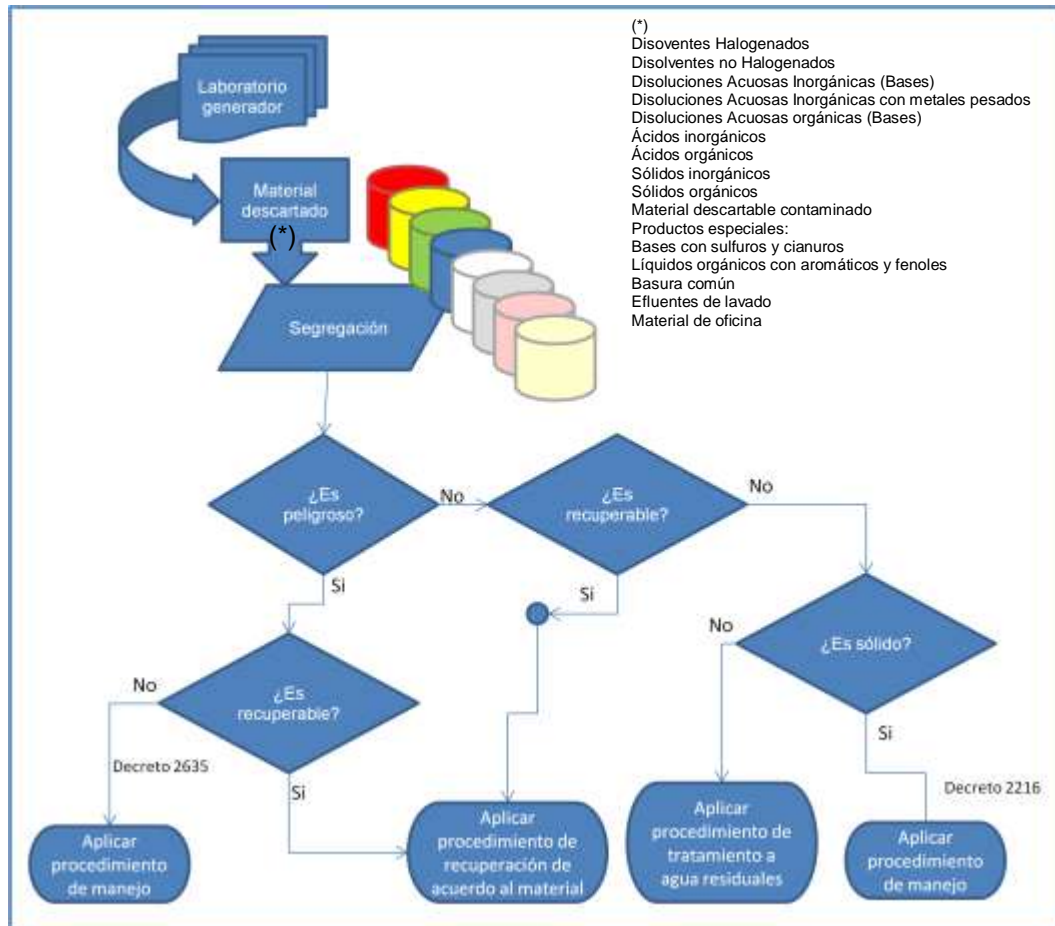 (*)
Disoventes Halogenados
Disolventes no Halogenados
Disoluciones Acuosas Inorgánicas (Bases)
Disoluciones Acuosas Inorgánicas con metales pesados
Disoluciones Acuosas orgánicas (Bases)
Ácidos inorgánicos
Ácidos orgánicos
Sólidos inorgánicos
Sólidos orgánicos
Material descartable contaminado
Productos especiales:
Bases con sulfuros y cianuros
Líquidos orgánicos con aromáticos y fenoles
Basura común
Efluentes de lavado
Material de oficina
Laboratorio
generador
Material
descartado
(*)
Segregación
¿Es
peligroso?
No
¿Es
recuperable?
No
Si
Si
No
¿Es sólido?
¿Es
recuperable?
No
Si
Decreto 2635
Si
Decreto 2216
Aplicar
procedimiento
de manejo
Aplicar
procedimiento de
recuperación de
acuerdo al material
Aplicar
procedimiento de
tratamiento a
agua residuales
Aplicar
procedimiento
de manejo